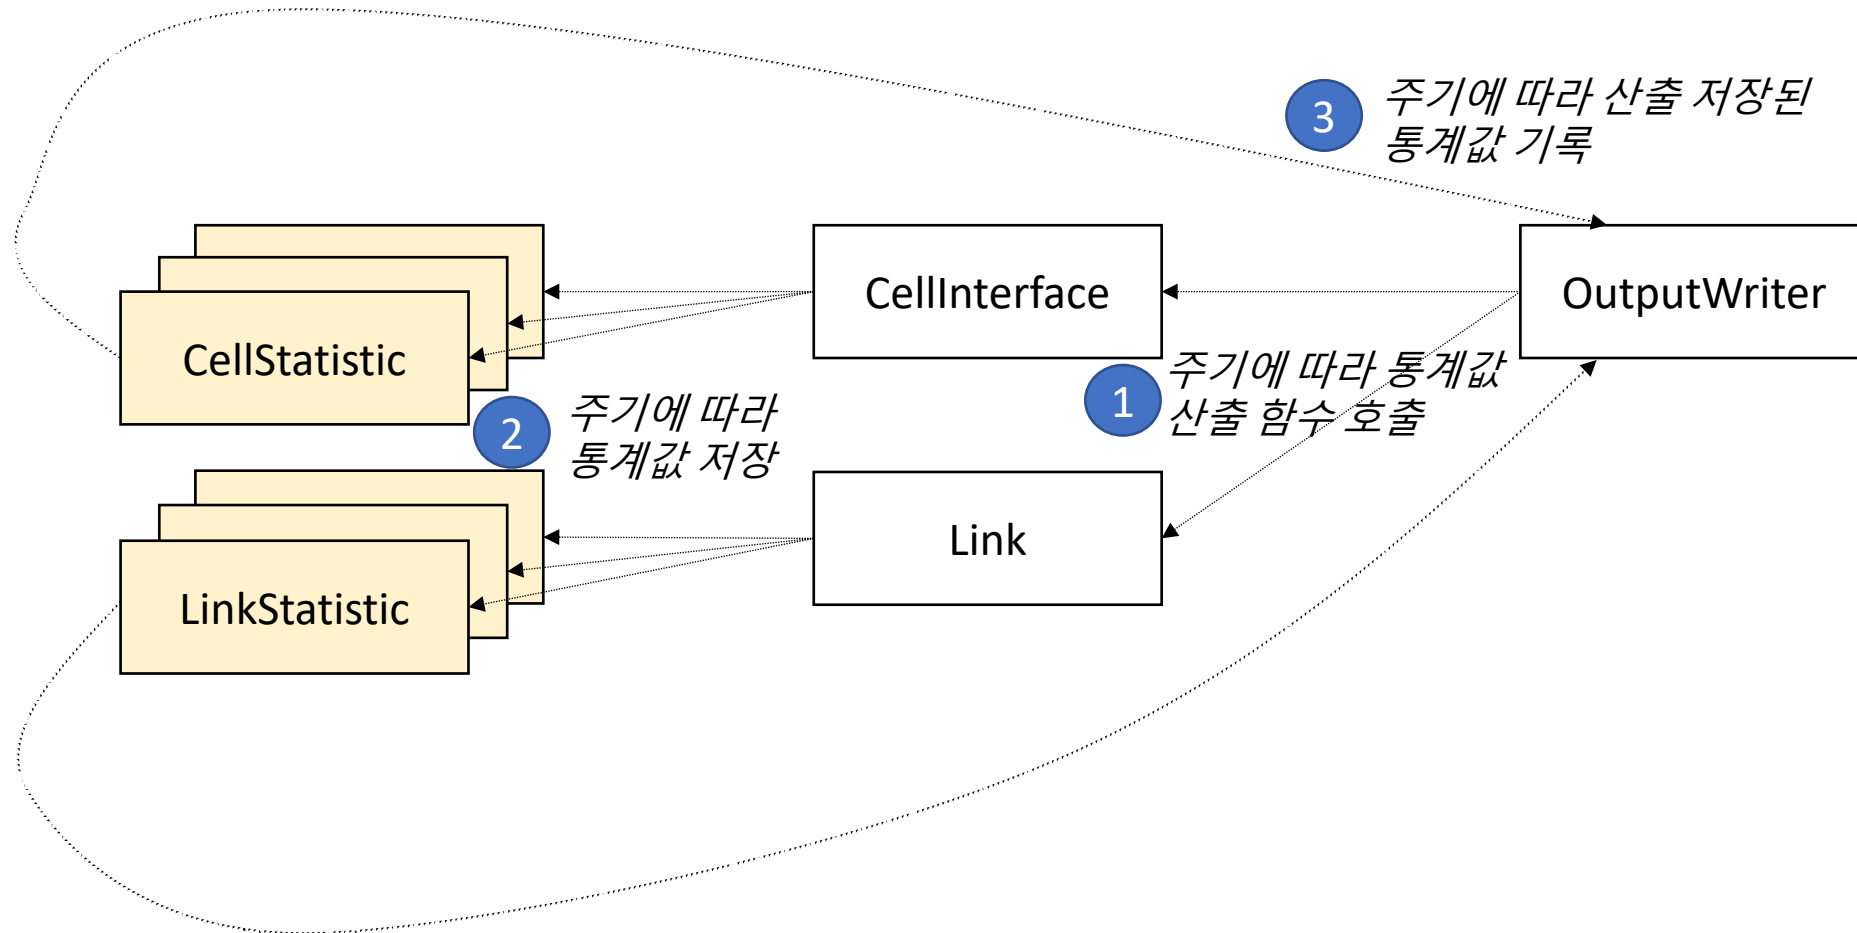 3
주기에 따라 산출 저장된
통계값 기록
CellInterface
OutputWriter
CellStatistic
1
주기에 따라 통계값
산출 함수 호출
2
주기에 따라
통계값 저장
Link
LinkStatistic